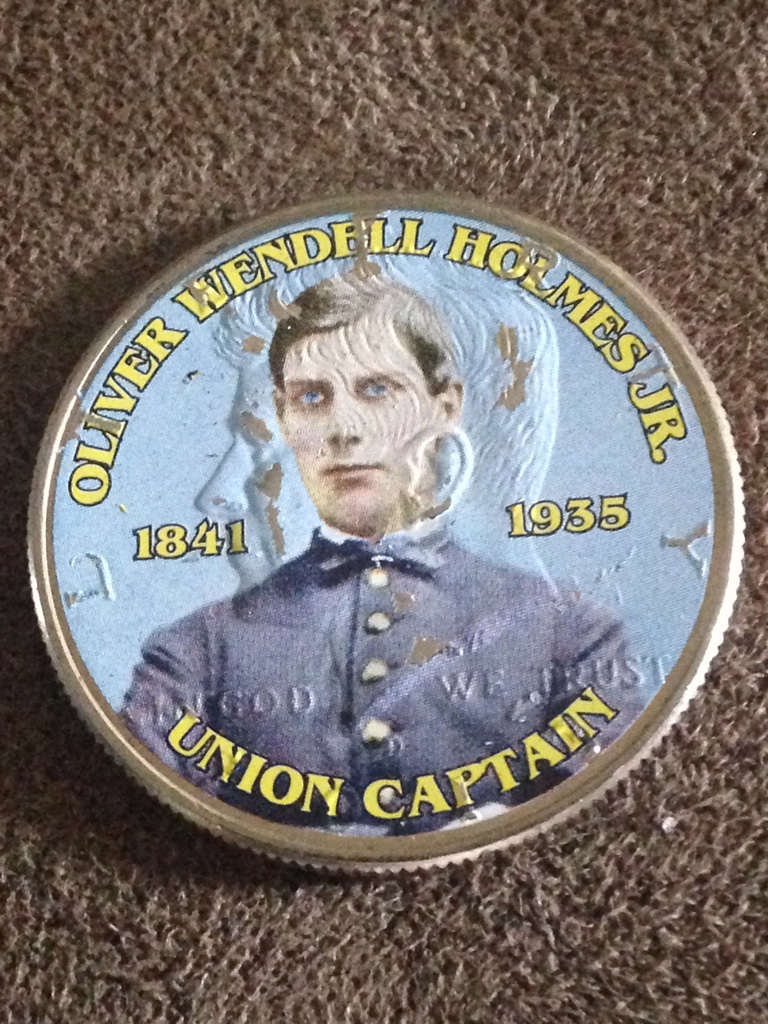 OLIVER WENDELL HOLMES JR.
1841
1935
IN GOD WE TRUST
UNION CAPTAIN